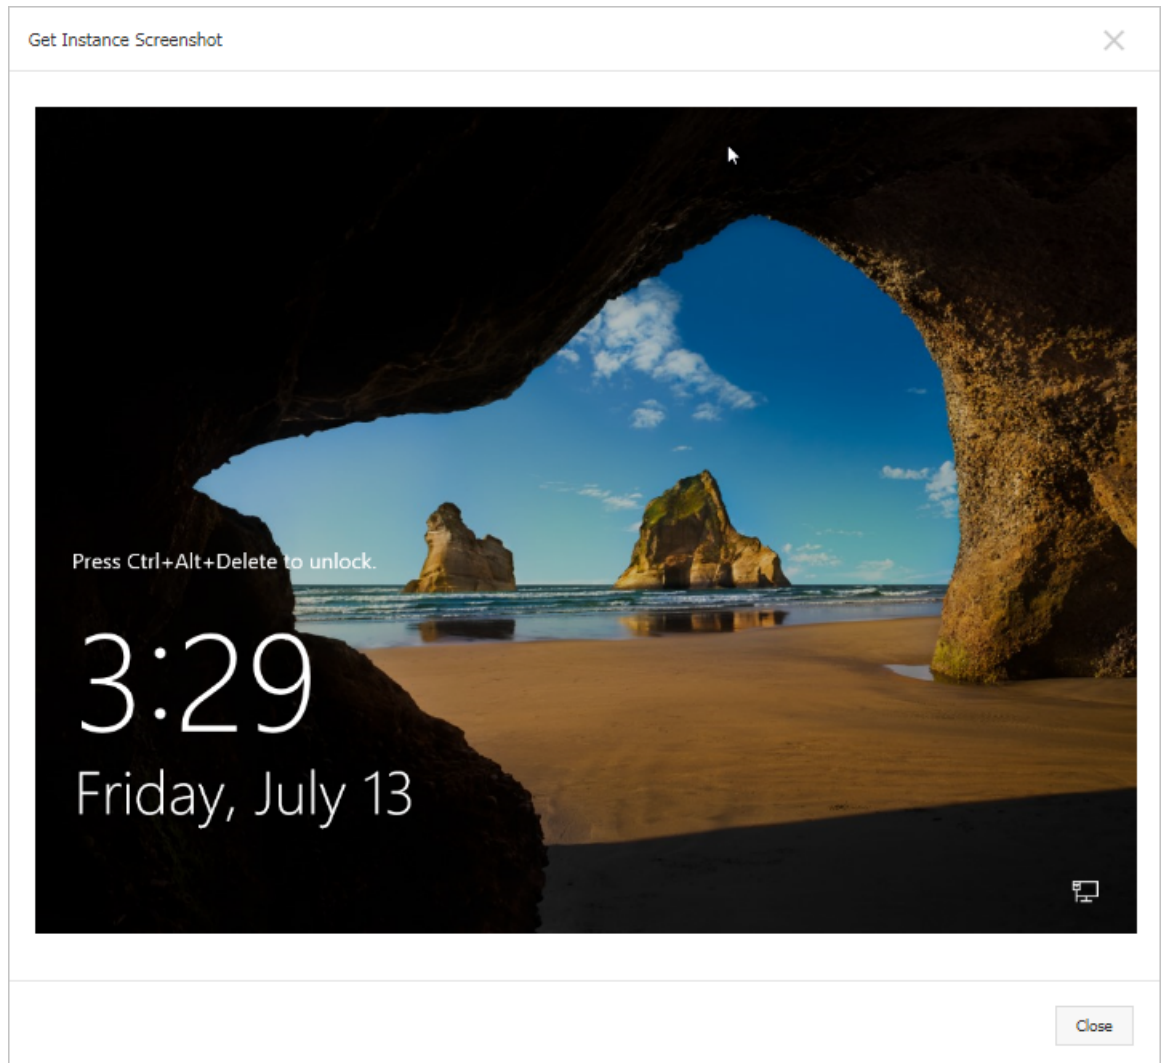 Get Instance Screenshot
Press Ctrl+Alt+Delete to unlock.
3:29
Friday, July 13
Close